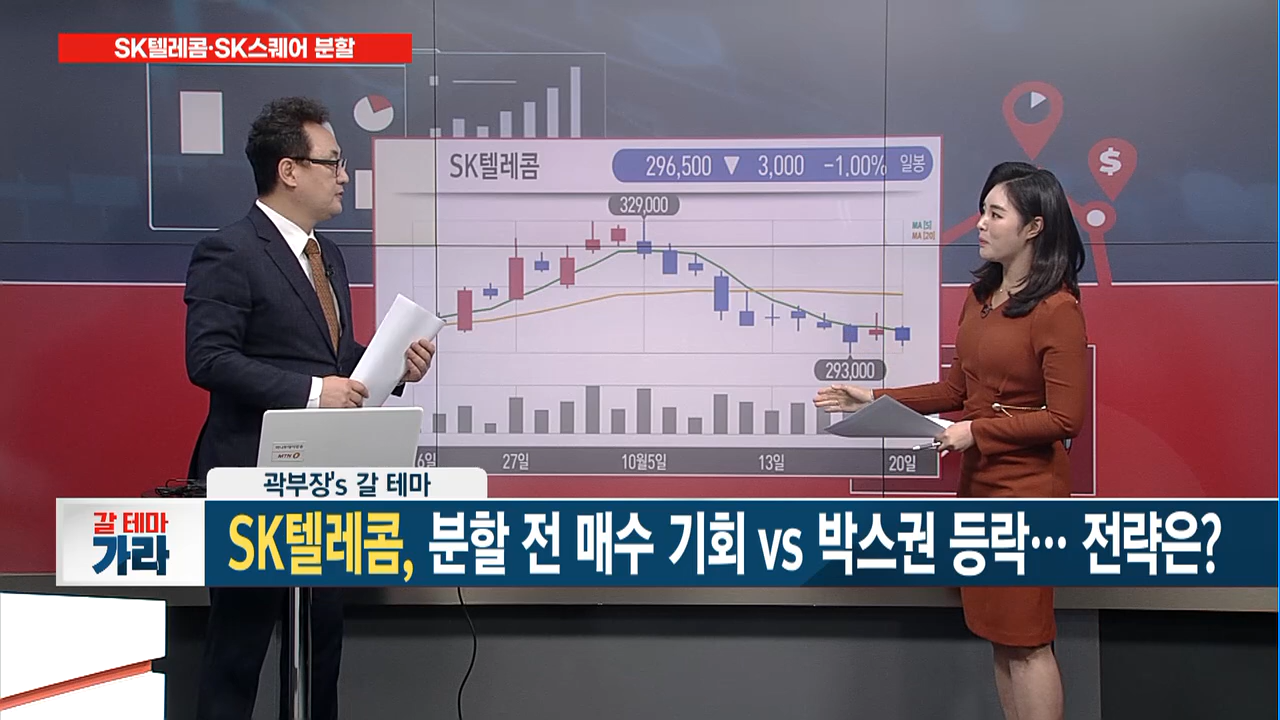 SK텔레콤·SK스퀘어 분할
SK텔레콤
296,500 ▼ 3,000 -1.00% 일봉
329,000
MA [5]
MA [20]
$
293,000
6일 27일 10월5일 13일 20일
MTN
곽부장's 갈 테마
갈 테마
가라
SK텔레콤, 분할 전 매수 기회 vs 박스권 등락… 전략은?